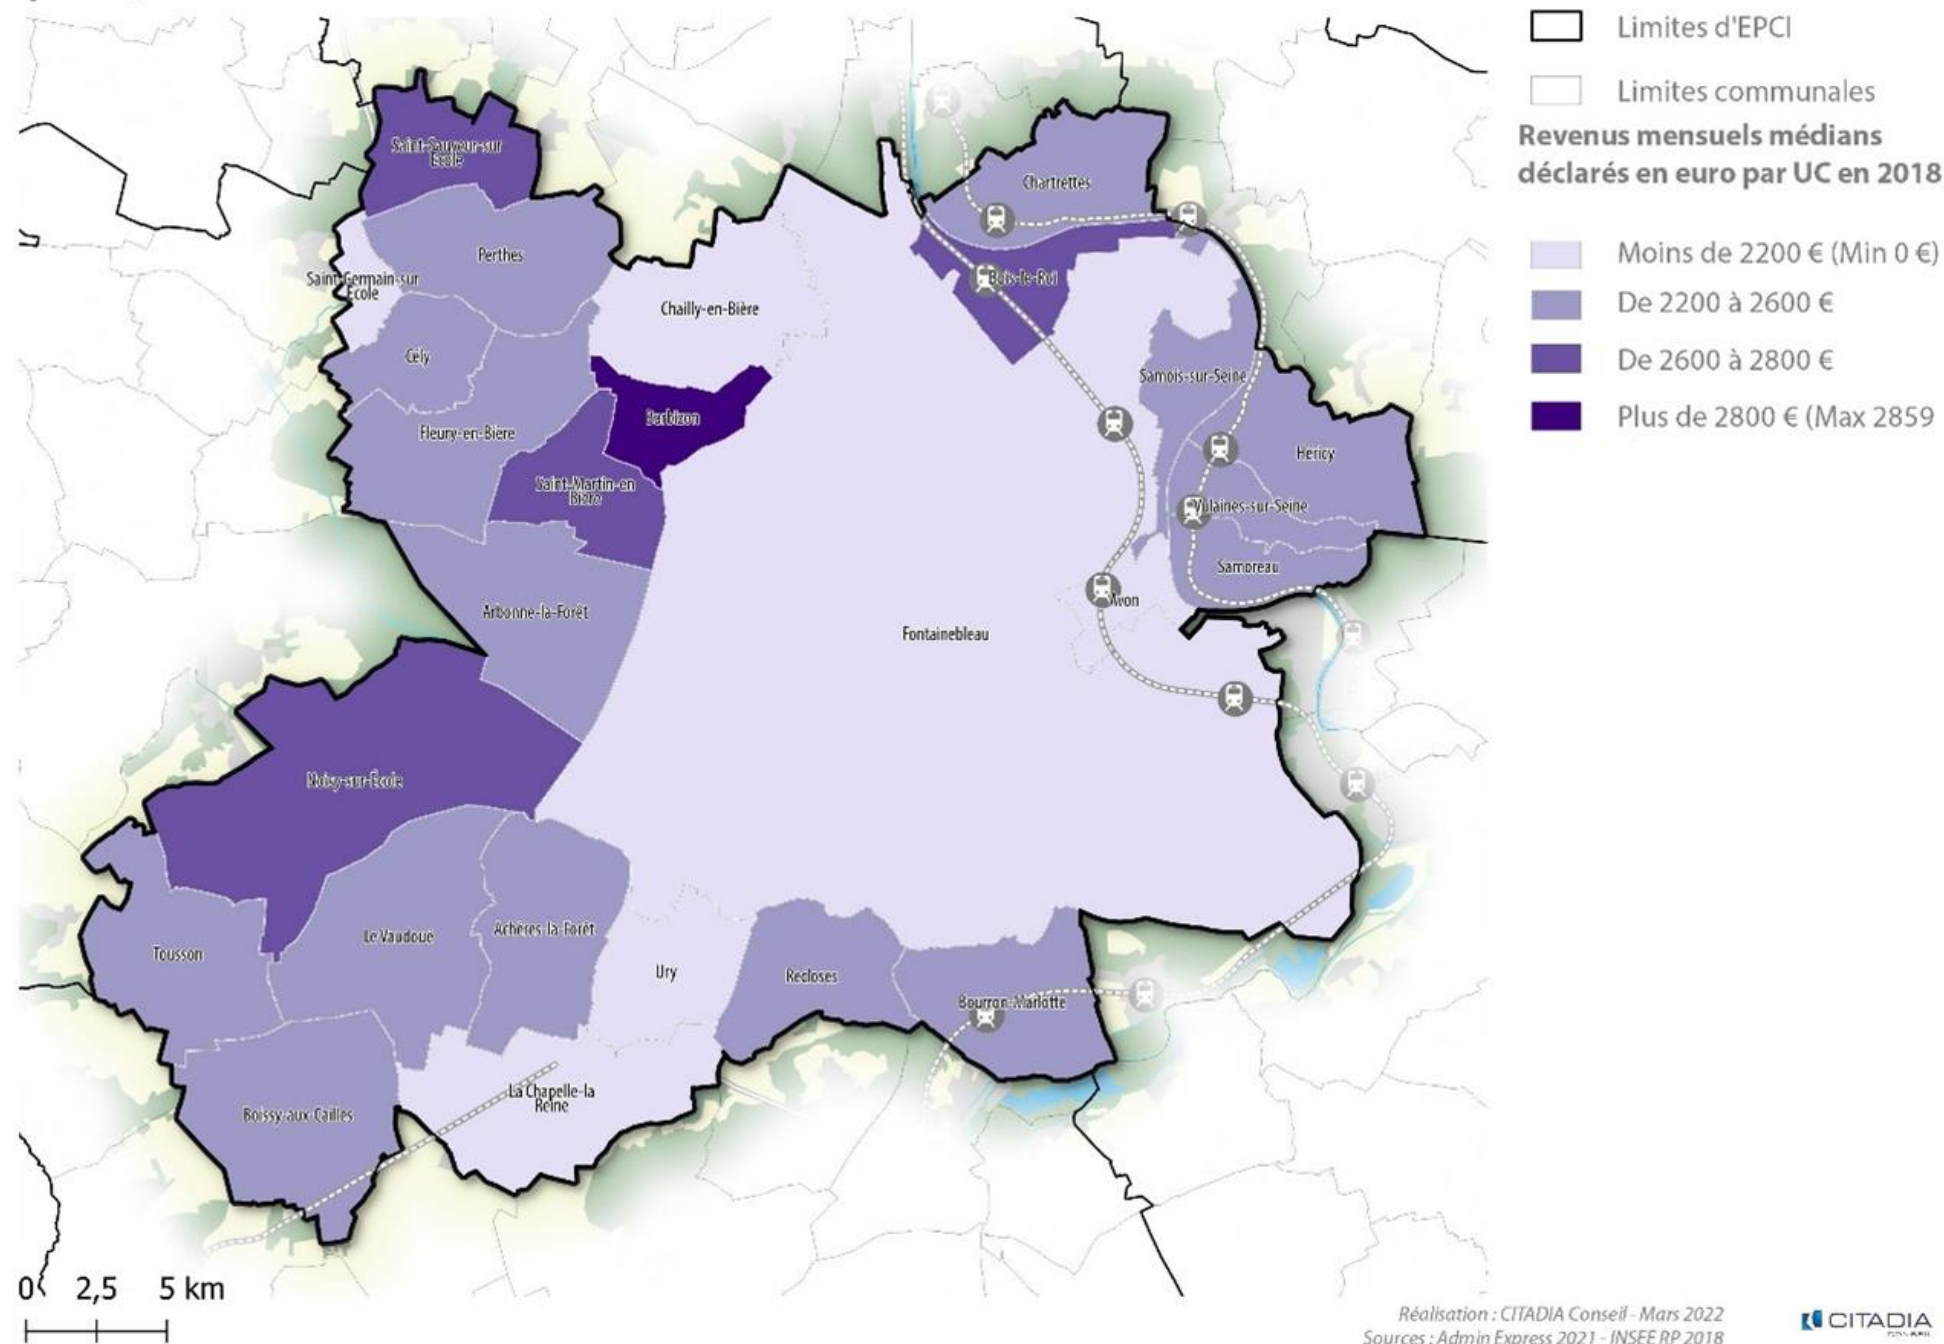 Limites d'EPCI
Limites communales
Revenus mensuels médians
déclarés en euro par UC en 2018
Moins de 2200 € (Min 0 €)
De 2200 à 2600 €
De 2600 à 2800 €
Plus de 2800 € (Max 2859
Saint-Sauveur-sur
École
Chartrettes
Perthes
Saint-Germain-sur
École
Bois-le-Roi
Chailly-en-Bière
Cély
Samois-sur-Seine
Barbizon
Fleury-en-Bière
Héricy
Saint-Martin-en
Bière
Vulaines-sur-Seine
Samoreau
Avon
Arbonne-la-Forêt
Fontainebleau
Noisy-sur-École
Achères-la-Forêt
Le Vaudoué
Tousson
Ury
Recloses
Bourron-Marlotte
La Chapelle-la
Reine
Boissy-aux-Cailles
0 2,5 5 km
Réalisation : CITADIA Conseil - Mars 2022
Sources : Admin Express 2021 - INSEE RP 2018
CITADIA